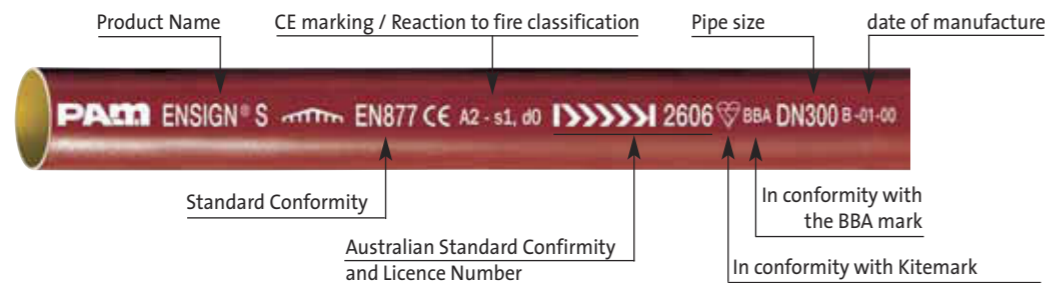 Product Name
CE marking / Reaction to fire classification
Pipe size
date of manufacture
PAM ENSIGN® S EN877 CE A2 - s1, d0 2606 BBA DN300 B -01-00
Standard Conformity
In conformity with
the BBA mark
Australian Standard Confirmity
and Licence Number
In conformity with Kitemark